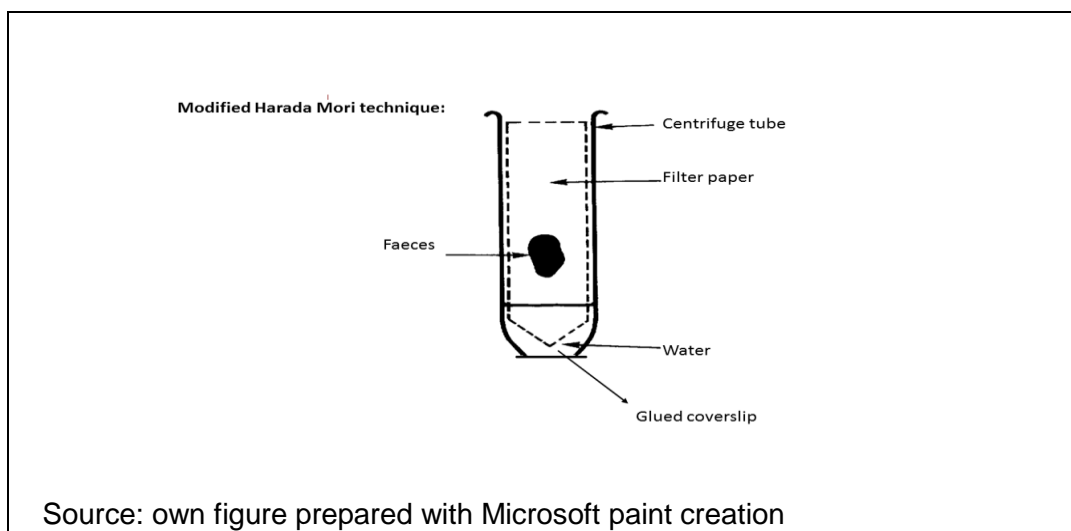 Modified Harada Mori technique:
Centrifuge tube
Filter paper
Faeces
Water
Glued coverslip
Source: own figure prepared with Microsoft paint creation